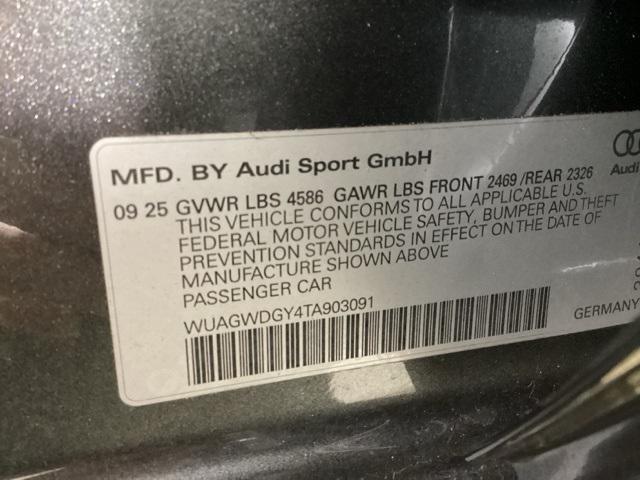 MFD. BY Audi Sport GmbH
Audi
09 25 GVWR LBS 4586 GAWR LBS FRONT 2469 /REAR 2326
THIS VEHICLE CONFORMS TO ALL APPLICABLE U.S.
FEDERAL MOTOR VEHICLE SAFETY, BUMPER AND THEFT
PREVENTION STANDARDS IN EFFECT ON THE DATE OF
MANUFACTURE SHOWN ABOVE
PASSENGER CAR
WUAGWDGY4TA903091
GERMANY